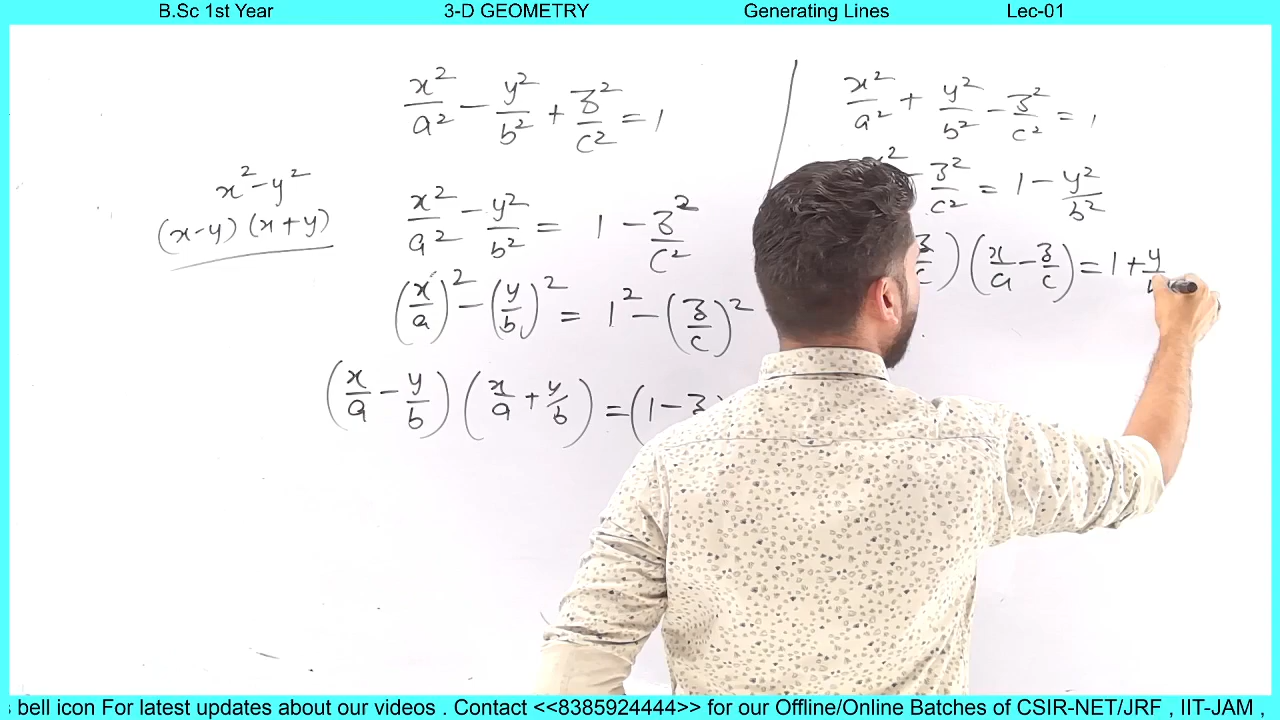 B.Sc 1st Year 3-D GEOMETRY Generating Lines Lec-01
x²/a² - y²/b² + z²/c² = 1
x² - y²
(x-y) (x+y)
x²/a² - y²/b² = 1 - z²/c²
(x/a)² - (y/b)² = 1² - (z/c)²
(x/a - y/b) (x/a + y/b) = (1 - z
x²/a² + y²/b² - z²/c² = 1
- z²/c² = 1 - y²/b²
z/c) (x/a - z/c) = 1 + y/
bell icon For latest updates about our videos . Contact <<8385924444>> for our Offline/Online Batches of CSIR-NET/JRF , IIT-JAM ,